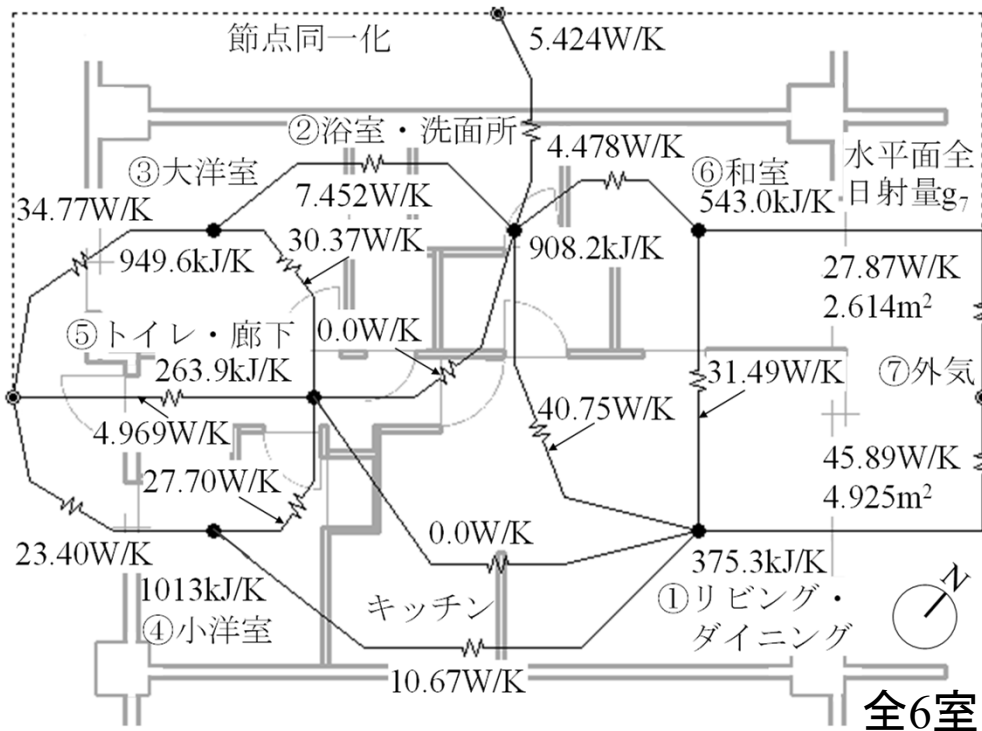 節点同一化
5.424W/K
②浴室・洗面所
4.478W/K
③大洋室
⑥和室
水平面全
日射量g₇
34.77W/K
7.452W/K
543.0kJ/K
30.37W/K
949.6kJ/K
908.2kJ/K
27.87W/K
2.614m²
⑤トイレ・廊下
0.0W/K
263.9kJ/K
31.49W/K
⑦外気
4.969W/K
40.75W/K
45.89W/K
4.925m²
27.70W/K
0.0W/K
23.40W/K
375.3kJ/K
1013kJ/K
キッチン
①リビング・
ダイニング
N
④小洋室
10.67W/K
全6室